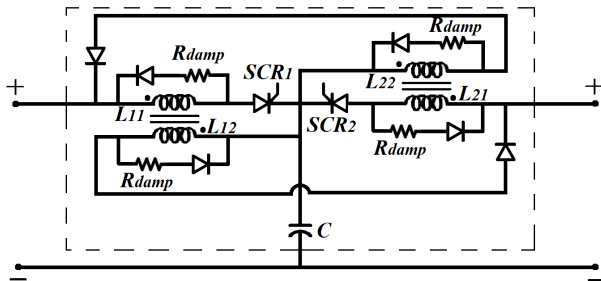 Rdamp
Rdamp
SCR1
L22
+
+
L11
L21
L12
SCR2
Rdamp
Rdamp
C
−
−